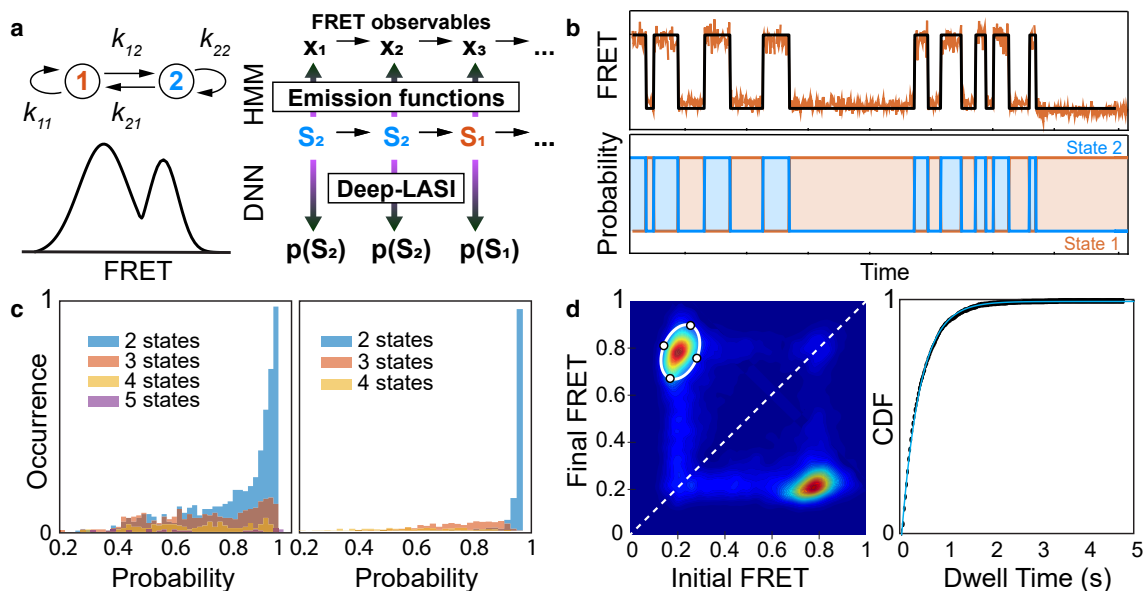 a
k12
k22
1
2
k11
k21
FRET
HMM
DNN
FRET observables
x1 x2 x3 ...
Emission functions
S2 S2 S1 ...
Deep-LASI
p(S2) p(S2) p(S1)
b
FRET
Probability
State 2
State 1
Time
c
Occurrence
1
0
2 states
3 states
4 states
5 states
0.2 0.4 0.6 0.8 1
Probability
2 states
3 states
4 states
0.2 0.4 0.6 0.8 1
Probability
d
Final FRET
1
0.8
0.6
0.4
0.2
0
0 0.2 0.4 0.6 0.8 1
Initial FRET
CDF
1
0
0 1 2 3 4 5
Dwell Time (s)